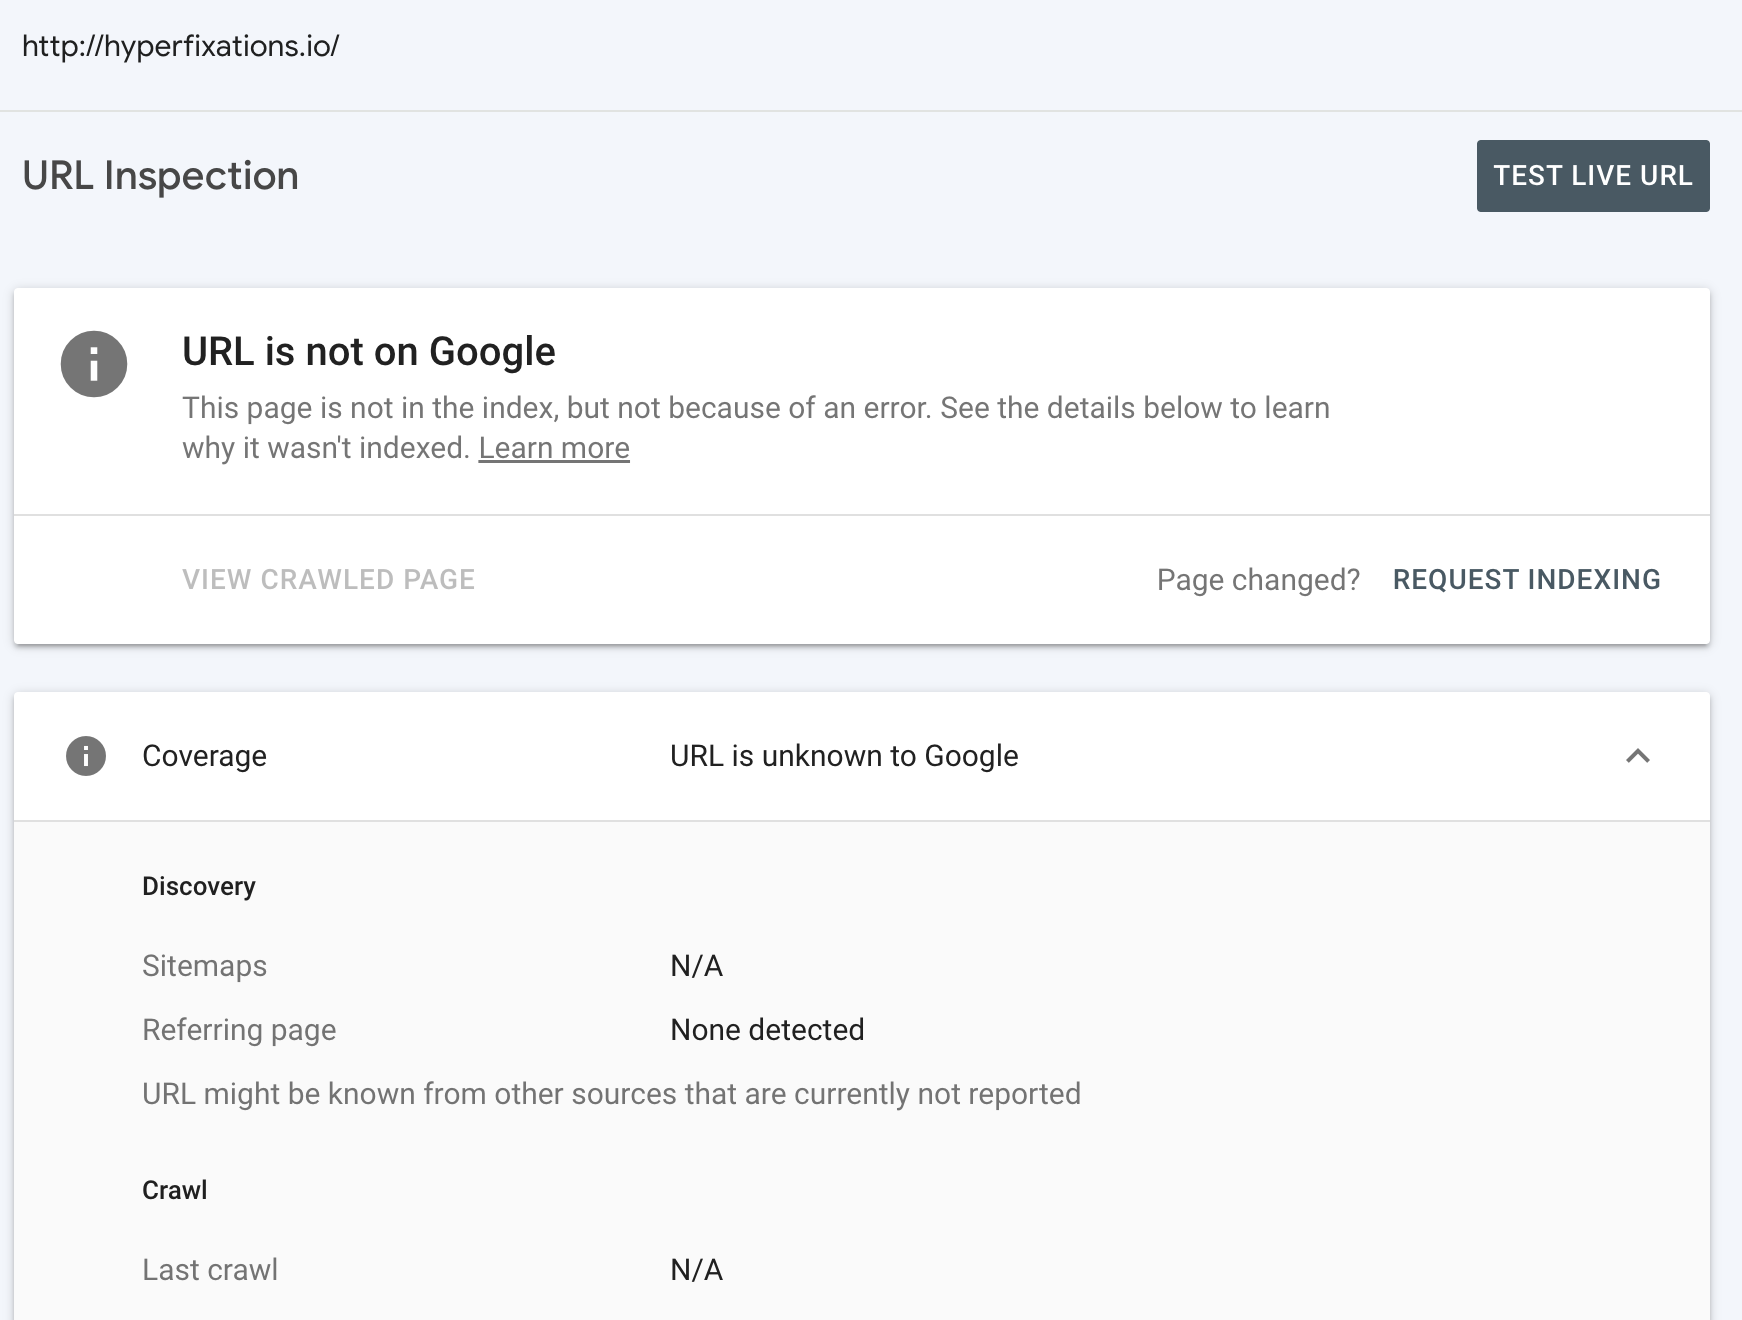 http://hyperfixations.io/
URL Inspection
TEST LIVE URL
URL is not on Google
This page is not in the index, but not because of an error. See the details below to learn
why it wasn't indexed. Learn more
VIEW CRAWLED PAGE
Page changed? REQUEST INDEXING
Coverage URL is unknown to Google
Discovery
Sitemaps N/A
Referring page None detected
URL might be known from other sources that are currently not reported
Crawl
Last crawl N/A